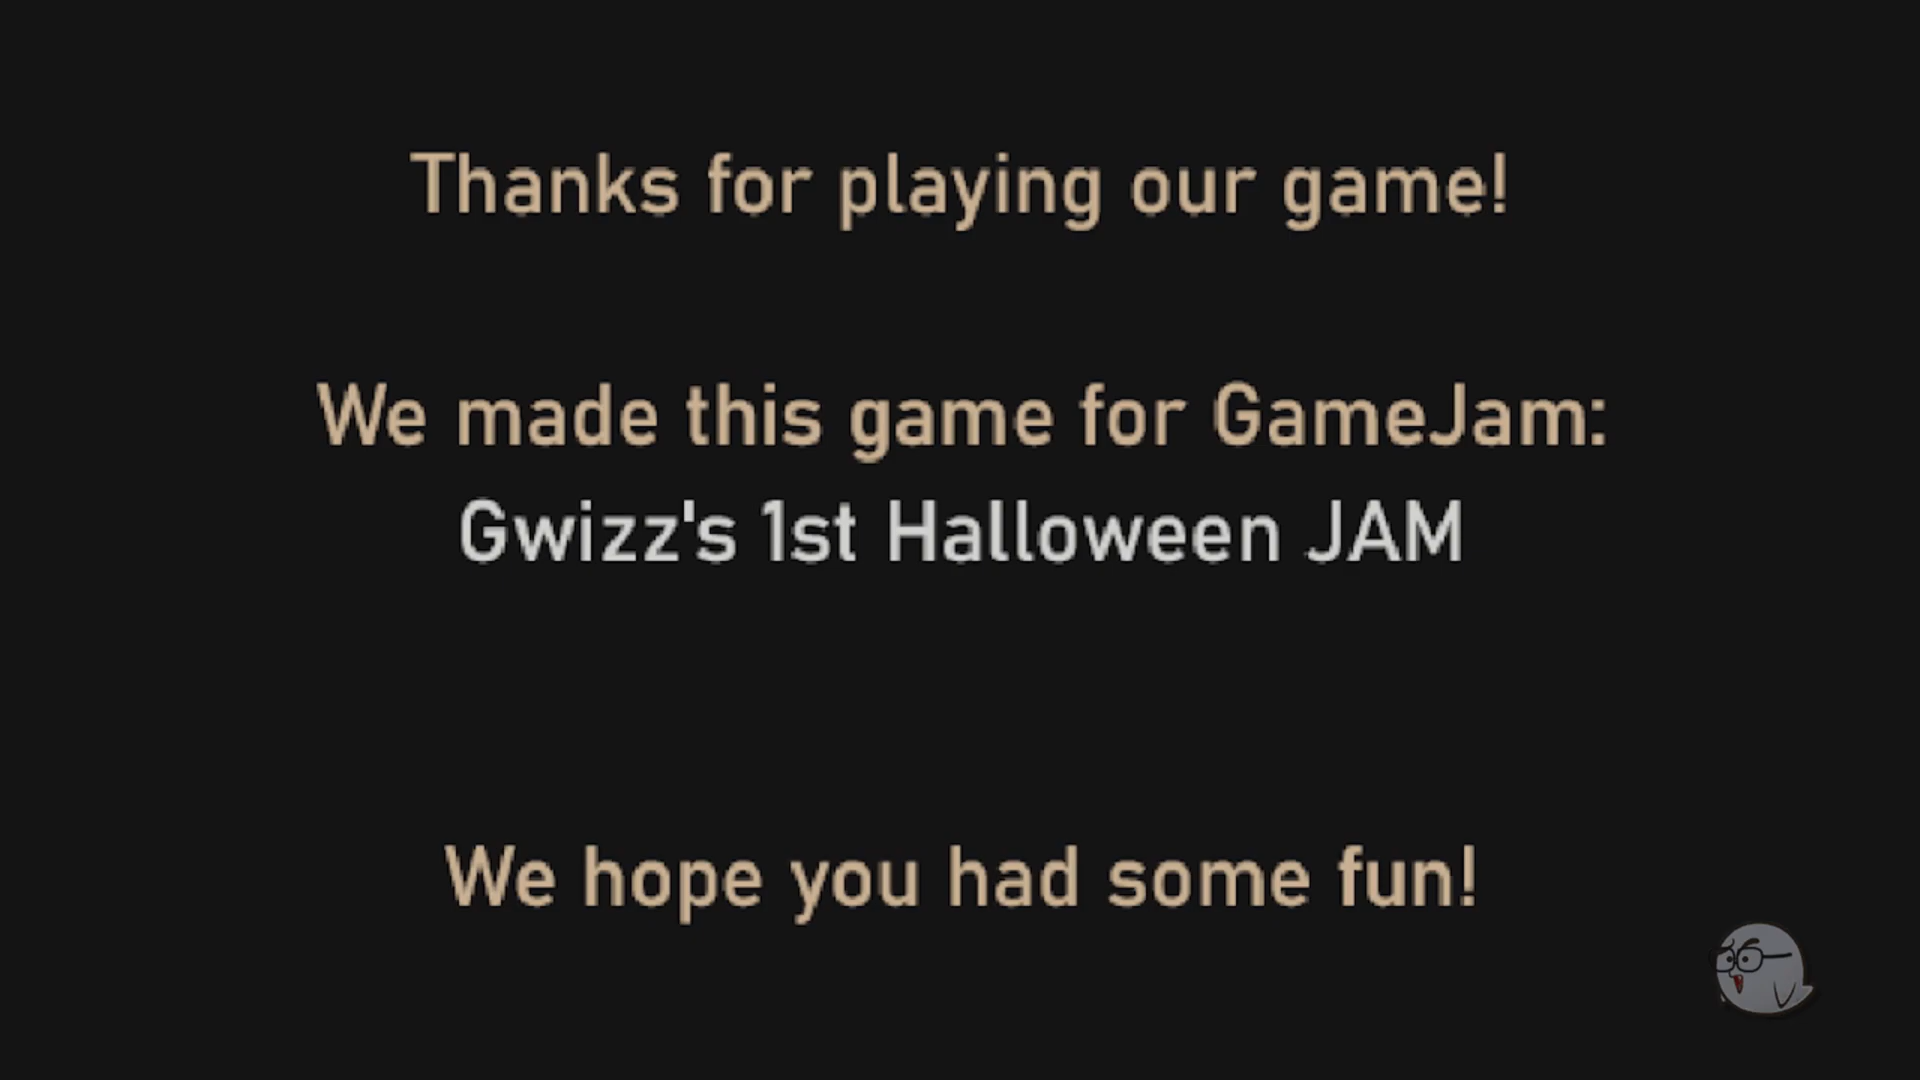 Thanks for playing our game!
We made this game for GameJam:
Gwizz's 1st Halloween JAM
We hope you had some fun!